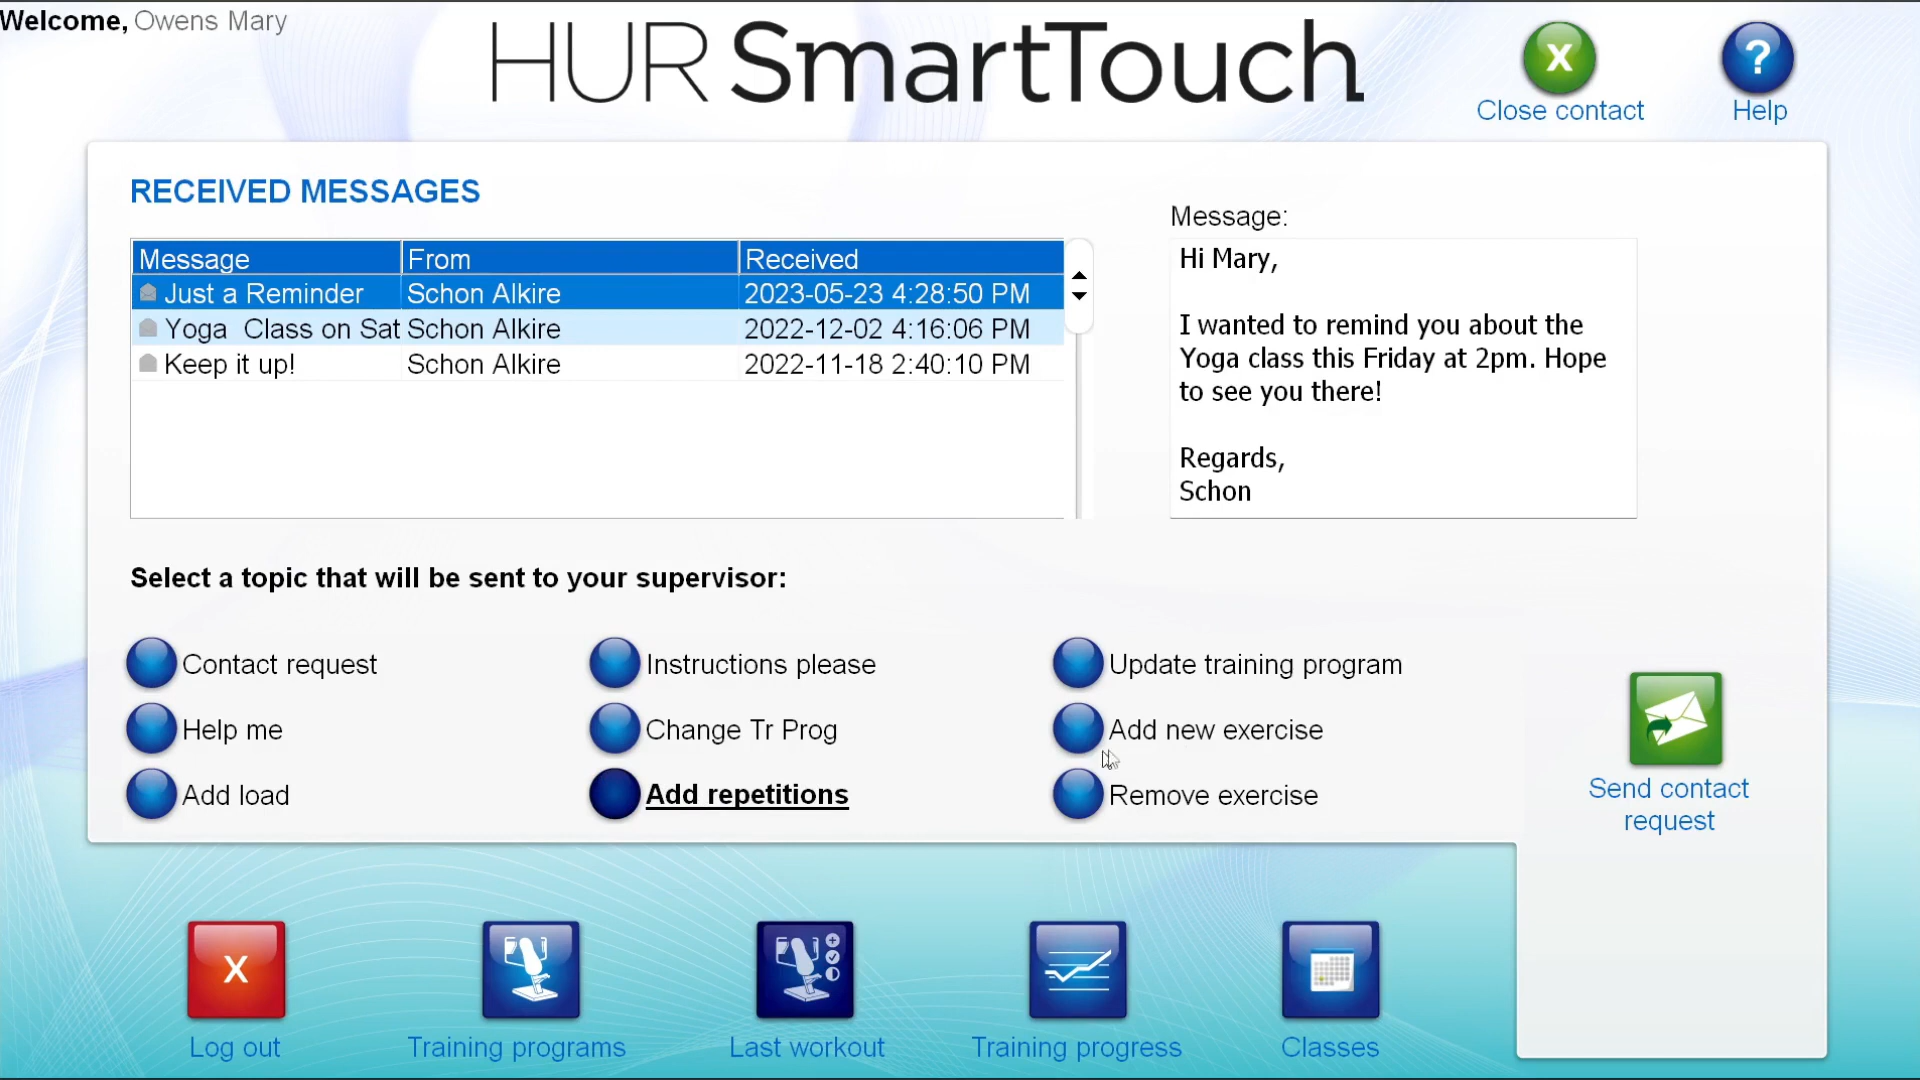 Welcome, Owens Mary
HUR SmartTouch
X
Close contact
?
Help
RECEIVED MESSAGES
Message From Received
Just a Reminder Schon Alkire 2023-05-23 4:28:50 PM
Yoga  Class on Sat Schon Alkire 2022-12-02 4:16:06 PM
Keep it up! Schon Alkire 2022-11-18 2:40:10 PM
Message:
Hi Mary,
I wanted to remind you about the
Yoga class this Friday at 2pm. Hope
to see you there!
Regards,
Schon
Select a topic that will be sent to your supervisor:
Contact request
Instructions please
Update training program
Help me
Change Tr Prog
Add new exercise
Add load
Add repetitions
Remove exercise
Send contact
request
X
Log out
Training programs
Last workout
Training progress
Classes